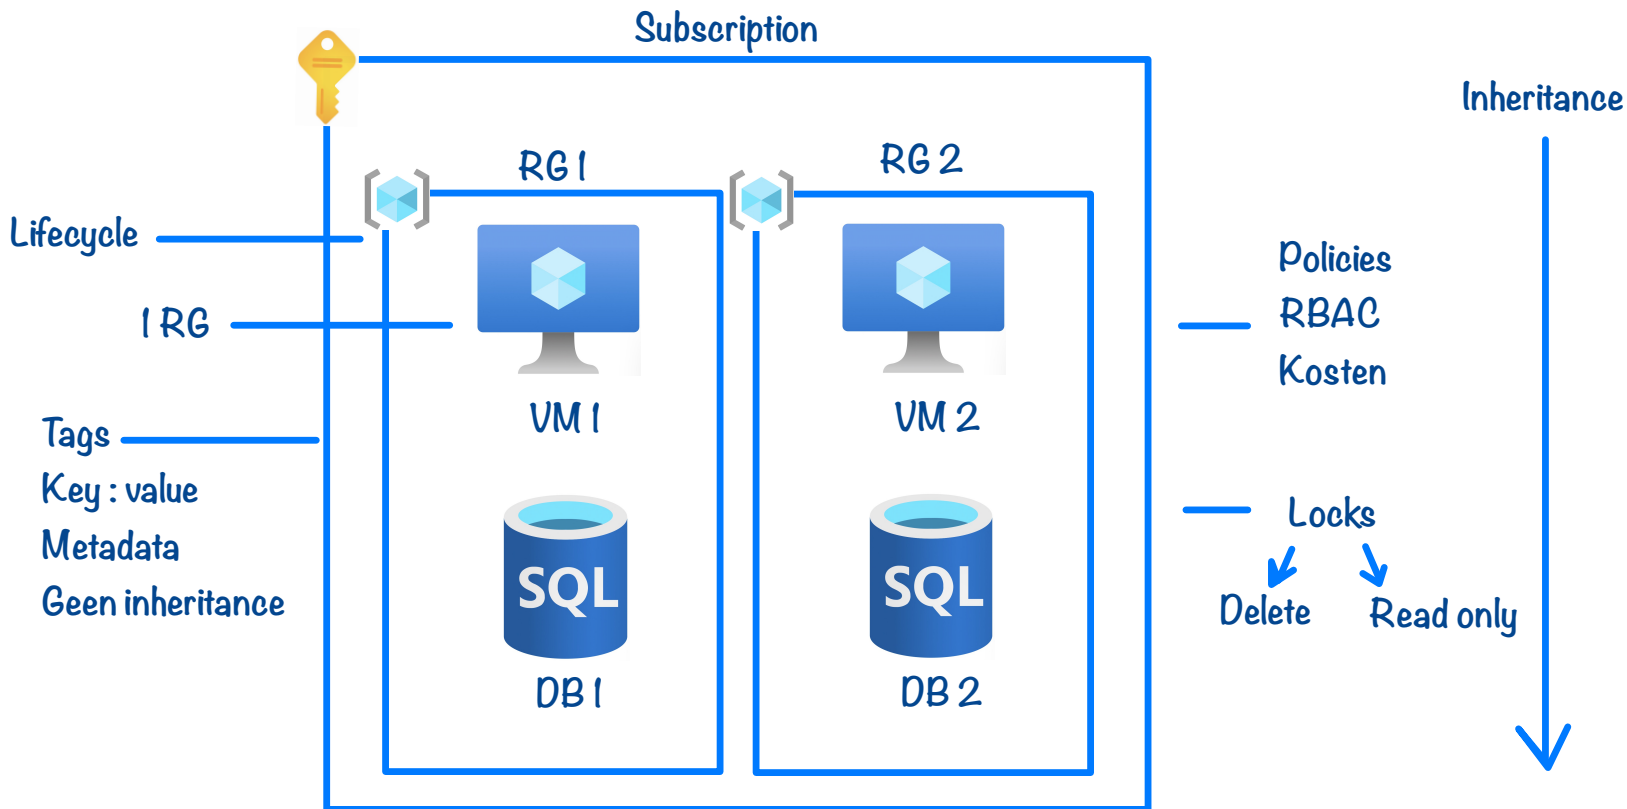 Subscription
Inheritance
RG 1
RG 2
Lifecycle
1 RG
VM 1
VM 2
Policies
RBAC
Kosten
Tags
Key : value
Metadata
Geen inheritance
SQL
SQL
Locks
Delete
Read only
DB 1
DB 2